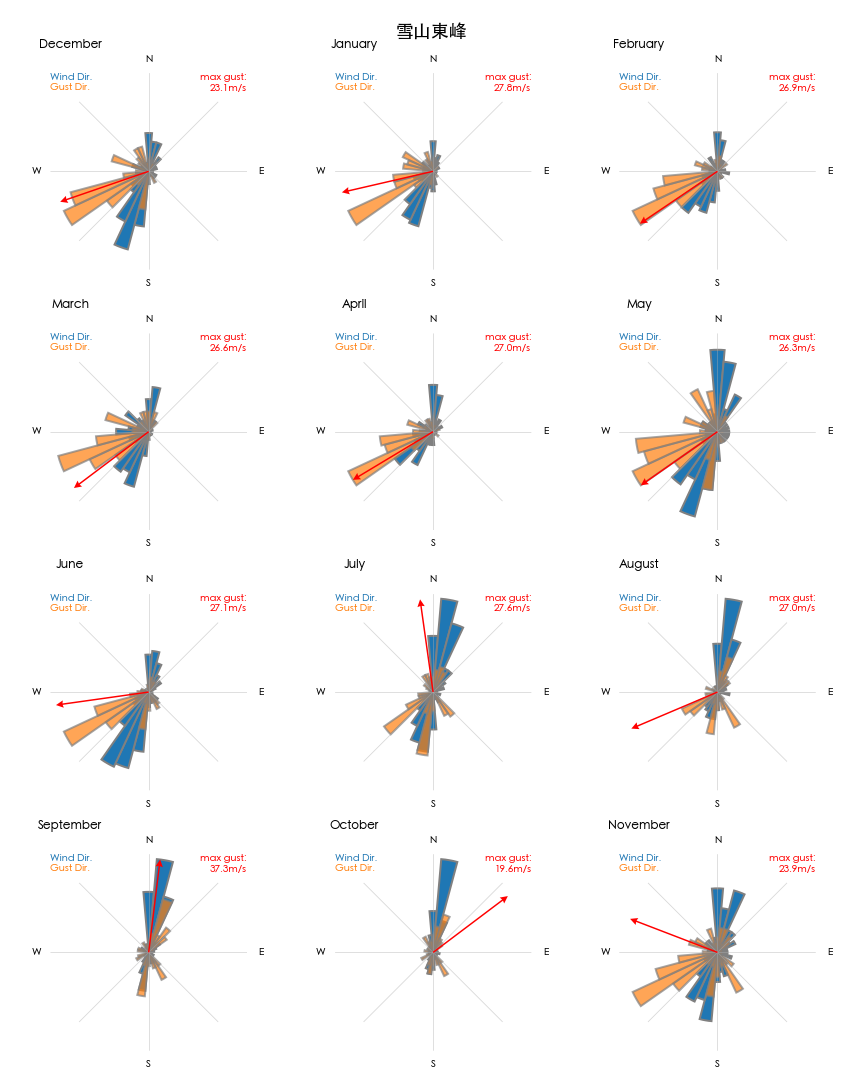 雪山東峰
December
N
Wind Dir.
Gust Dir.
max gust:
23.1m/s
W
E
S
January
N
Wind Dir.
Gust Dir.
max gust:
27.8m/s
W
E
S
February
N
Wind Dir.
Gust Dir.
max gust:
26.9m/s
W
E
S
March
N
Wind Dir.
Gust Dir.
max gust:
26.6m/s
W
E
S
April
N
Wind Dir.
Gust Dir.
max gust:
27.0m/s
W
E
S
May
N
Wind Dir.
Gust Dir.
max gust:
26.3m/s
W
E
S
June
N
Wind Dir.
Gust Dir.
max gust:
27.1m/s
W
E
S
July
N
Wind Dir.
Gust Dir.
max gust:
27.6m/s
W
E
S
August
N
Wind Dir.
Gust Dir.
max gust:
27.0m/s
W
E
S
September
N
Wind Dir.
Gust Dir.
max gust:
37.3m/s
W
E
S
October
N
Wind Dir.
Gust Dir.
max gust:
19.6m/s
W
E
S
November
N
Wind Dir.
Gust Dir.
max gust:
23.9m/s
W
E
S